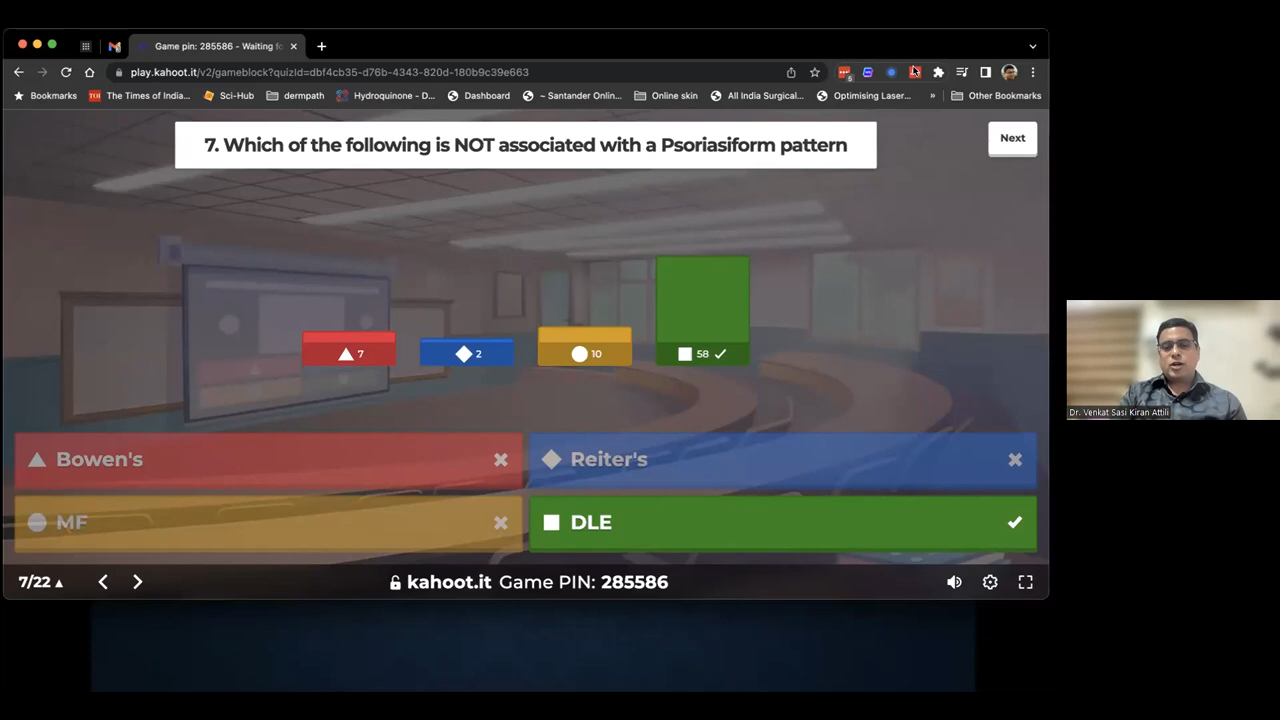 Game pin: 285586 - Waiting fo
play.kahoot.it/v2/gameblock?quizId=dbf4cb35-d76b-4343-820d-180b9c39e663
Bookmarks TOI The Times of India... Sci-Hub dermpath Hydroquinone - D... Dashboard ~ Santander Onlin... Online skin All India Surgical... Optimising Laser... » Other Bookmarks
7. Which of the following is NOT associated with a Psoriasiform pattern
Next
7
2
10
58
Bowen's
Reiter's
MF
DLE
7/22
kahoot.it Game PIN: 285586
Dr. Venkat Sasi Kiran Attili